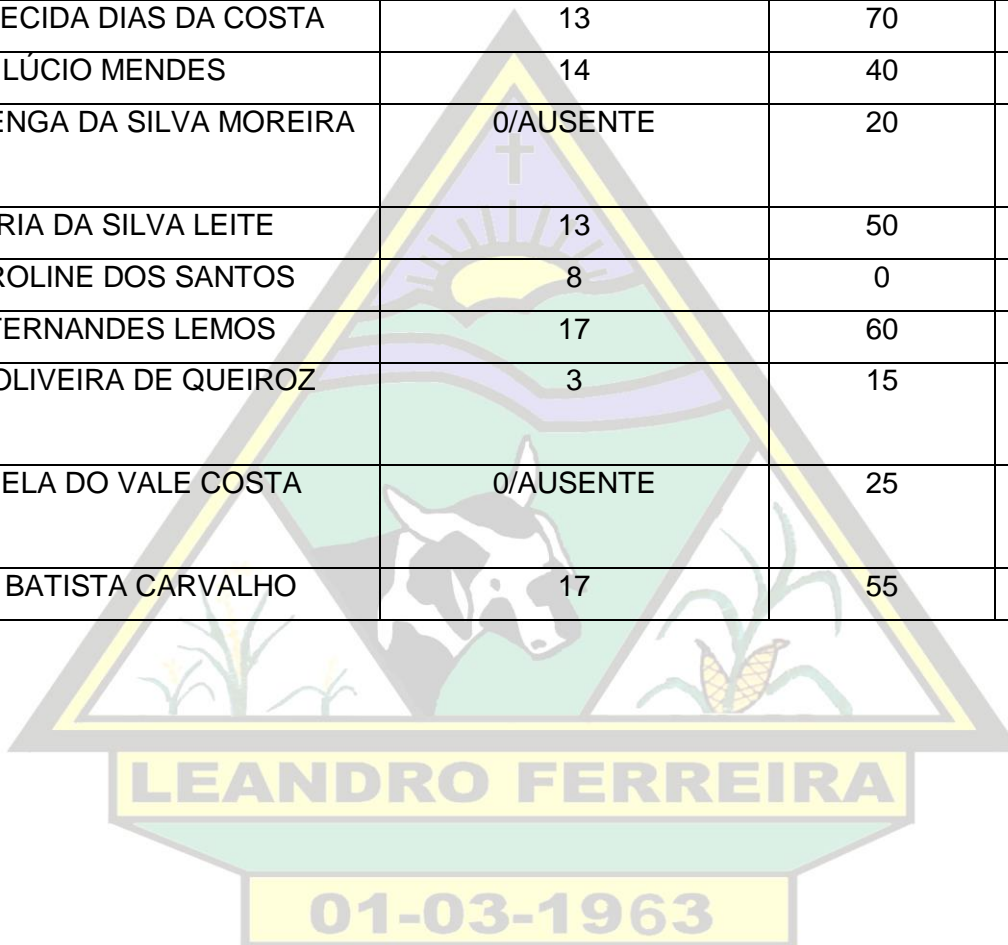 ECIDA DIAS DA COSTA 13 70
LÚCIO MENDES 14 40
ENGA DA SILVA MOREIRA 0/AUSENTE 20
RIA DA SILVA LEITE 13 50
ROLINE DOS SANTOS 8 0
FERNANDES LEMOS 17 60
OLIVEIRA DE QUEIROZ 3 15
ELA DO VALE COSTA 0/AUSENTE 25
BATISTA CARVALHO 17 55
LEANDRO FERREIRA
01-03-1963